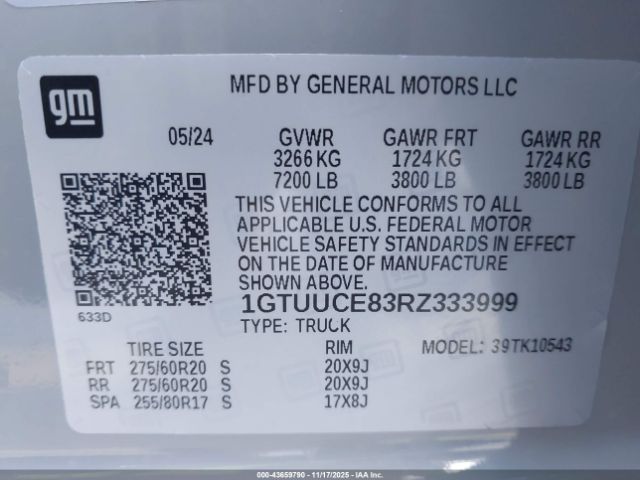 gm
MFD BY GENERAL MOTORS LLC
05/24 GVWR GAWR FRT GAWR RR
3266 KG 1724 KG 1724 KG
7200 LB 3800 LB 3800 LB
THIS VEHICLE CONFORMS TO ALL
APPLICABLE U.S. FEDERAL MOTOR
VEHICLE SAFETY STANDARDS IN EFFECT
ON THE DATE OF MANUFACTURE
SHOWN ABOVE.
633D
1GTUUCE83RZ333999
TYPE: TRUCK
TIRE SIZE RIM MODEL: 39TK10543
FRT 275/60R20 S 20X9J
RR 275/60R20 S 20X9J
SPA 255/80R17 S 17X8J
000-43659790 - 11/17/2025 - IAA Inc.